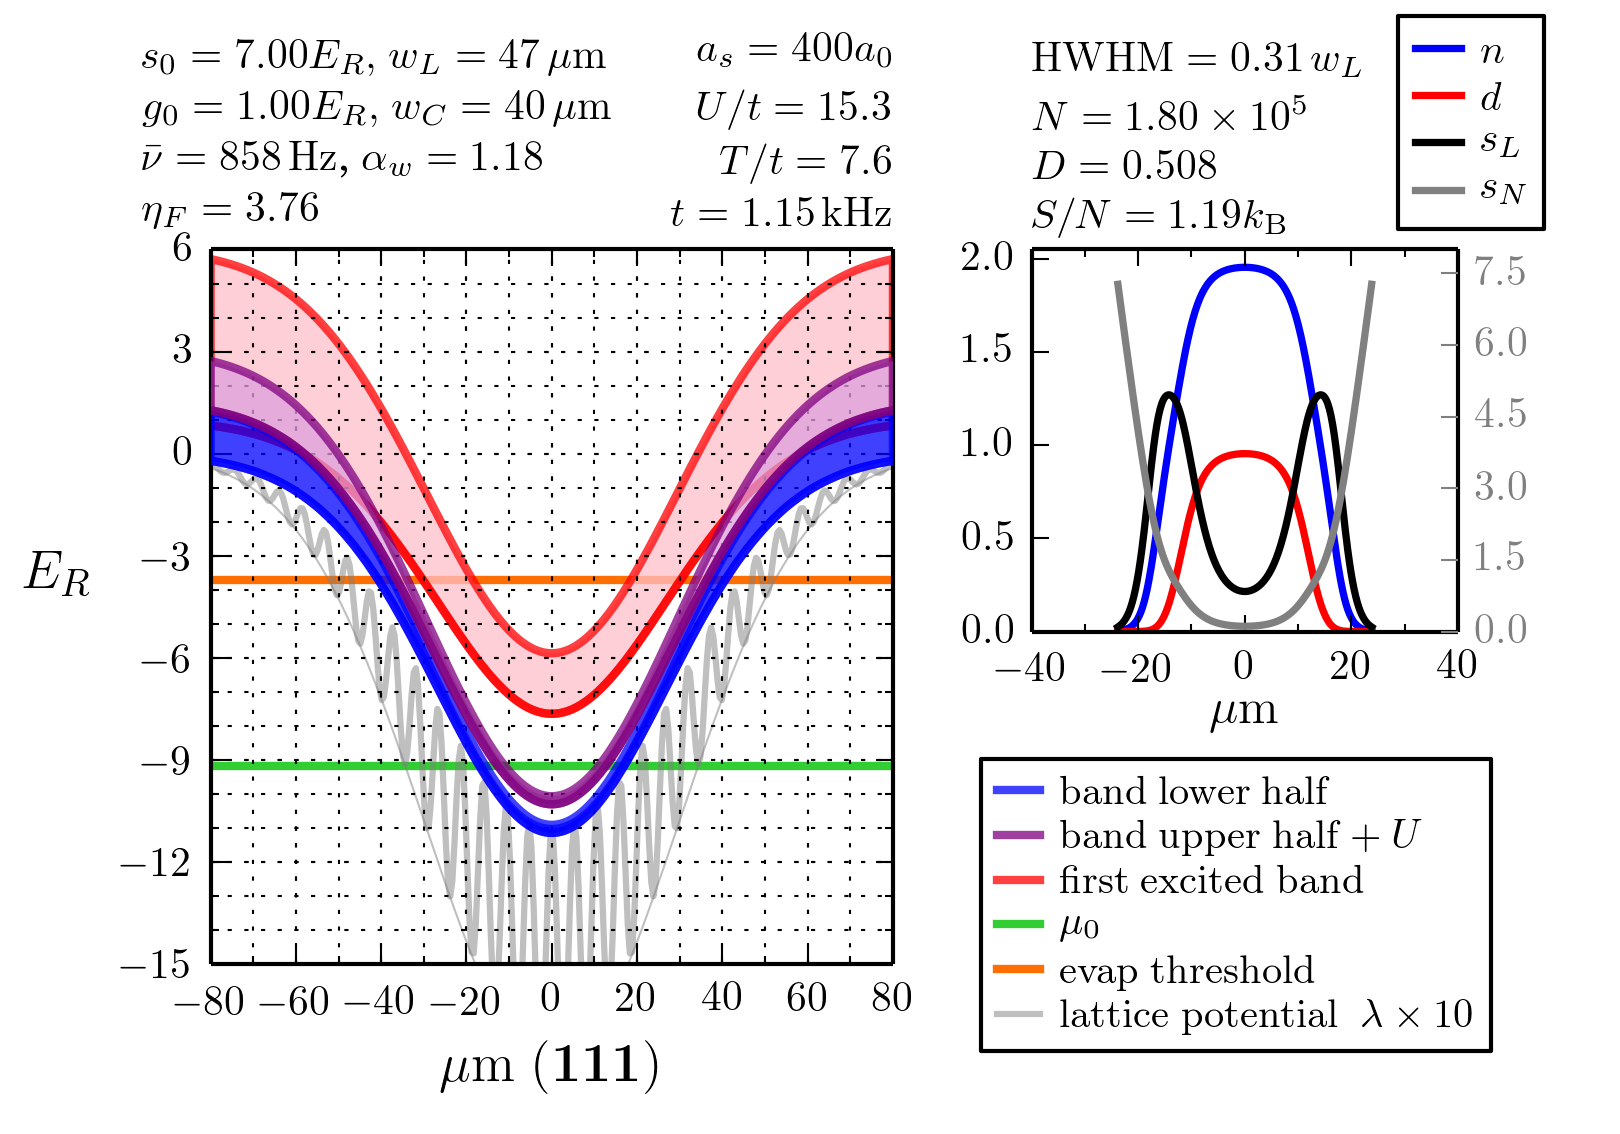 s₀ = 7.00E_R, w_L = 47 μm
g₀ = 1.00E_R, w_C = 40 μm
ν̄ = 858 Hz, α_w = 1.18
η_F = 3.76
a_s = 400a₀
U/t = 15.3
T/t = 7.6
t = 1.15 kHz
HWHM = 0.31 w_L
N = 1.80 × 10⁵
D = 0.508
S/N = 1.19k_B
n
d
s_L
s_N
E_R
6
3
0
−3
−6
−9
−12
−15
−80 −60 −40 −20 0 20 40 60 80
μm (111)
2.0
1.5
1.0
0.5
0.0
7.5
6.0
4.5
3.0
1.5
0.0
−40 −20 0 20 40
μm
band lower half
band upper half + U
first excited band
μ₀
evap threshold
lattice potential λ × 10